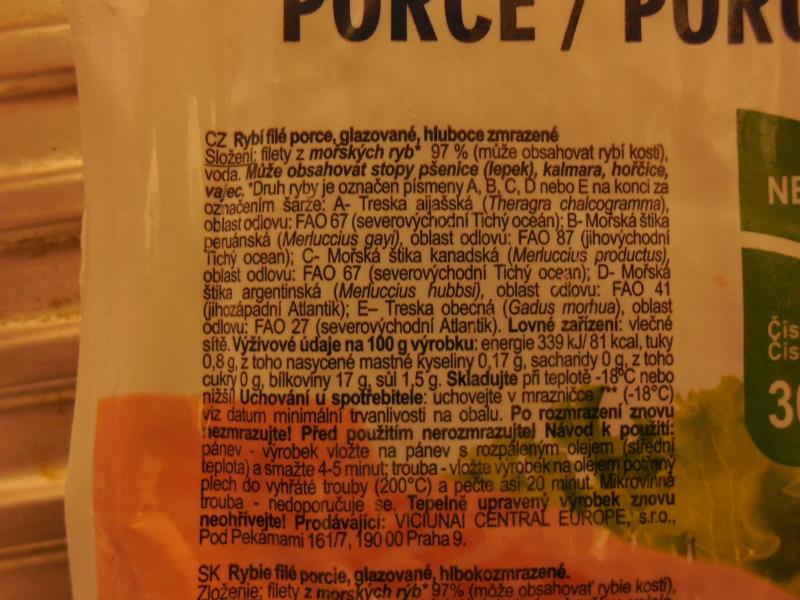 PORCE / PORC
CZ Rybí filé porce, glazované, hluboce zmrazené
Složení: filety z mořských ryb* 97 % (může obsahovat rybí kosti),
voda. Může obsahovat stopy pšenice (lepek), kalmara, hořčice,
vajec. *Druh ryby je označen písmeny A, B, C, D nebo E na konci za
označením šarže: A- Treska aljašská (Theragra chalcogramma),
oblast odlovu: FAO 67 (severovýchodní Tichý oceán); B- Mořská štika
peruánská (Merluccius gayi), oblast odlovu: FAO 87 (jihovýchodní
Tichý ocean); C- Mořská štika kanadská (Merluccius productus),
oblast odlovu: FAO 67 (severovýchodní Tichý ocean); D- Mořská
štika argentinská (Merluccius hubbsi), oblast odlovu: FAO 41
(jihozápadní Atlantik); E– Treska obecná (Gadus morhua), oblast
odlovu: FAO 27 (severovýchodní Atlantik). Lovné zařízení: vlečné
sítě. Výživové údaje na 100 g výrobku: energie 339 kJ/ 81 kcal, tuky
0,8 g, z toho nasycené mastné kyseliny 0,17 g, sacharidy 0 g, z toho
cukry 0 g, bílkoviny 17 g, sůl 1,5 g. Skladujte při teplotě -18°C nebo
nižší! Uchování u spotřebitele: uchovejte v mrazničce *** (-18°C)
viz datum minimální trvanlivosti na obalu. Po rozmrazení znovu
nezmrazujte! Před použitím nerozmrazujte! Návod k použití:
pánev - výrobek vložte na pánev s rozpáleným olejem (střední
teplota) a smažte 4-5 minut; trouba - vložte výrobek na olejem potřený
plech do vyhřáté trouby (200°C) a pečte asi 20 minut. Mikrovlnná
trouba - nedoporučuje se. Tepelně upravený výrobek znovu
neohřívejte! Prodávající: VICIUNAI CENTRAL EUROPE, s.r.o.,
Pod Pekárnami 161/7, 190 00 Praha 9.
SK Rybie filé porcie, glazované, hlbokozmrazené.
Zloženie: filety z morských rýb* 97% (môže obsahovať rybie kosti),
NE
Čís
Čís
30